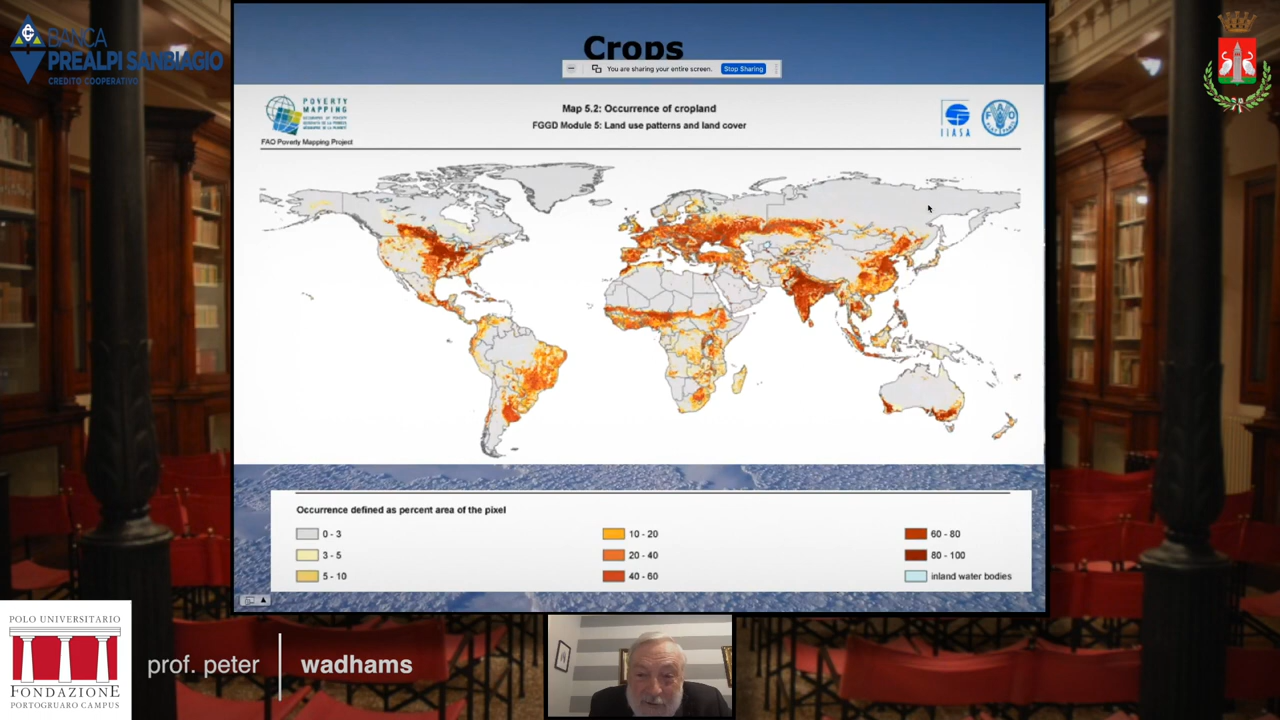 BANCA
PREALPI SANBIAGIO
CREDITO COOPERATIVO
Crops
You are sharing your entire screen.
Stop Sharing
POVERTY
MAPPING
FAO Poverty Mapping Project
Map 5.2: Occurrence of cropland
FGGD Module 5: Land use patterns and land cover
IIASA
FAO
Occurrence defined as percent area of the pixel
0 - 3
3 - 5
5 - 10
10 - 20
20 - 40
40 - 60
60 - 80
80 - 100
inland water bodies
POLO UNIVERSITARIO
FONDAZIONE
PORTOGRUARO CAMPUS
prof. peter
wadhams